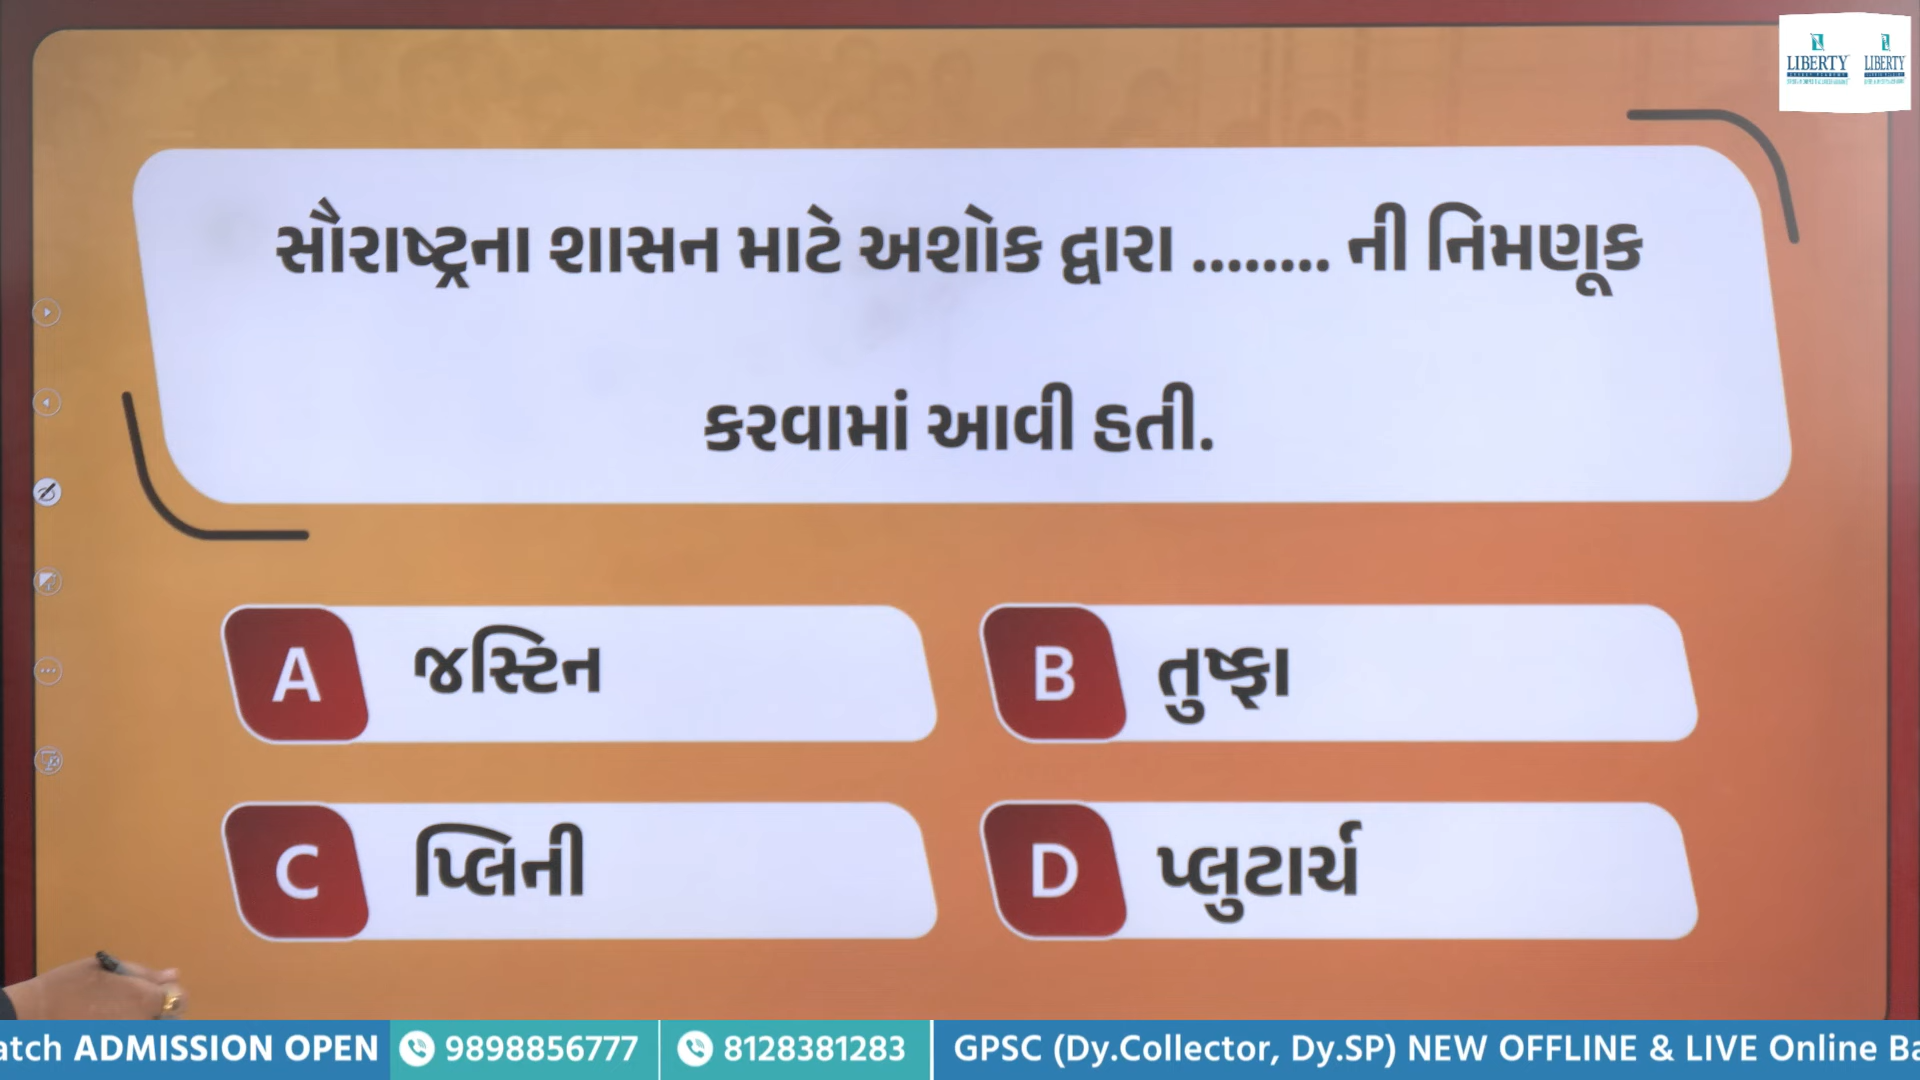 LIBERTY LIBERTY
સૌરાષ્ટ્રના શાસન માટે અશોક દ્વારા ........ ની નિમણૂક
કરવામાં આવી હતી.
A જસ્ટિન
B તુષ્ફા
C પ્લિની
D પ્લુટાર્ચ
atch ADMISSION OPEN 9898856777 8128381283 GPSC (Dy.Collector, Dy.SP) NEW OFFLINE & LIVE Online Ba